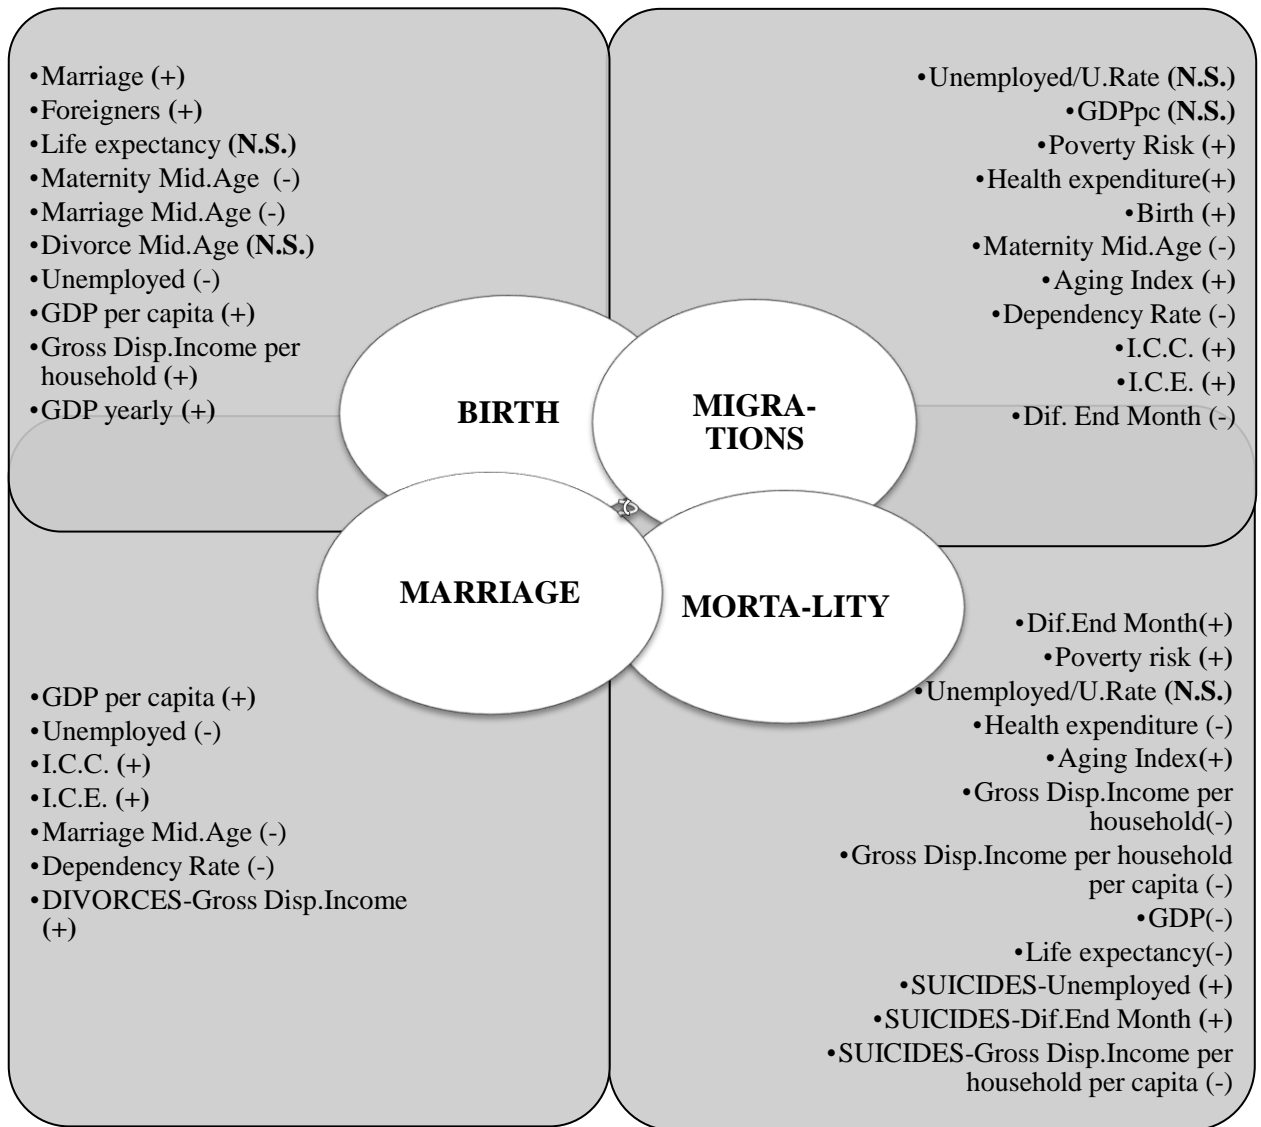 •Marriage (+)
•Foreigners (+)
•Life expectancy (N.S.)
•Maternity Mid.Age (-)
•Marriage Mid.Age (-)
•Divorce Mid.Age (N.S.)
•Unemployed (-)
•GDP per capita (+)
•Gross Disp.Income per
household (+)
•GDP yearly (+)
•Unemployed/U.Rate (N.S.)
•GDPpc (N.S.)
•Poverty Risk (+)
•Health expenditure(+)
•Birth (+)
•Maternity Mid.Age (-)
•Aging Index (+)
•Dependency Rate (-)
•I.C.C. (+)
•I.C.E. (+)
•Dif. End Month (-)
BIRTH
MIGRA-
TIONS
MARRIAGE
MORTA-LITY
•GDP per capita (+)
•Unemployed (-)
•I.C.C. (+)
•I.C.E. (+)
•Marriage Mid.Age (-)
•Dependency Rate (-)
•DIVORCES-Gross Disp.Income
(+)
•Dif.End Month(+)
•Poverty risk (+)
•Unemployed/U.Rate (N.S.)
•Health expenditure (-)
•Aging Index(+)
•Gross Disp.Income per
household(-)
•Gross Disp.Income per household
per capita (-)
•GDP(-)
•Life expectancy(-)
•SUICIDES-Unemployed (+)
•SUICIDES-Dif.End Month (+)
•SUICIDES-Gross Disp.Income per
household per capita (-)